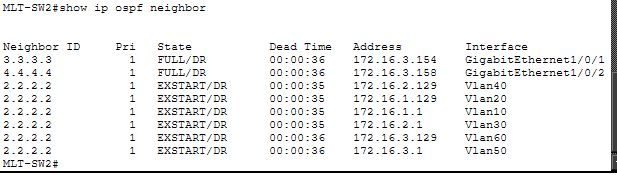 MLT-SW2#show ip ospf neighbor
Neighbor ID Pri State Dead Time Address Interface
3.3.3.3 1 FULL/DR 00:00:36 172.16.3.154 GigabitEthernet1/0/1
4.4.4.4 1 FULL/DR 00:00:36 172.16.3.158 GigabitEthernet1/0/2
2.2.2.2 1 EXSTART/DR 00:00:35 172.16.2.129 Vlan40
2.2.2.2 1 EXSTART/DR 00:00:35 172.16.1.129 Vlan20
2.2.2.2 1 EXSTART/DR 00:00:35 172.16.1.1 Vlan10
2.2.2.2 1 EXSTART/DR 00:00:35 172.16.2.1 Vlan30
2.2.2.2 1 EXSTART/DR 00:00:36 172.16.3.129 Vlan60
2.2.2.2 1 EXSTART/DR 00:00:36 172.16.3.1 Vlan50
MLT-SW2#